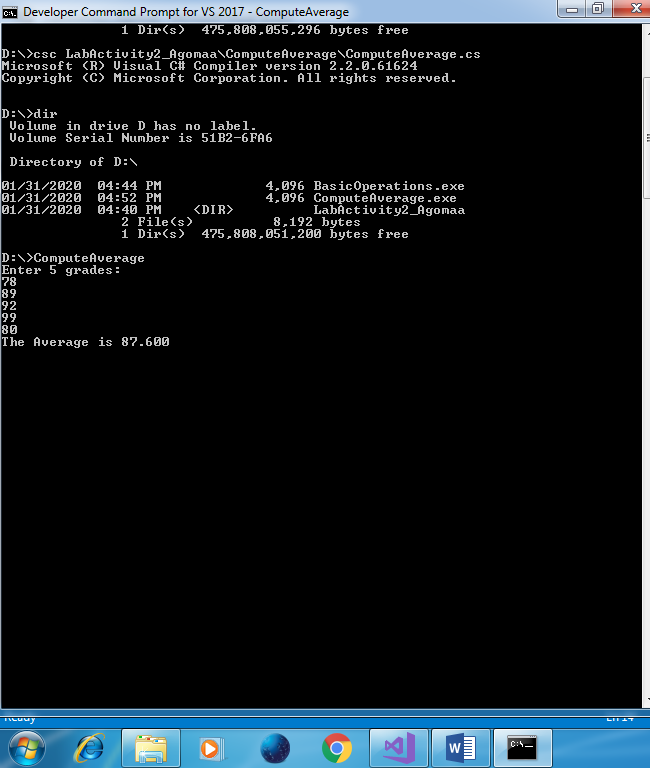 Developer Command Prompt for VS 2017 - ComputeAverage
1 Dir(s)  475,808,055,296 bytes free
D:\>csc LabActivity2_Agomaa\ComputeAverage\ComputeAverage.cs
Microsoft (R) Visual C# Compiler version 2.2.0.61624
Copyright (C) Microsoft Corporation. All rights reserved.
D:\>dir
Volume in drive D has no label.
Volume Serial Number is 51B2-6FA6
Directory of D:\
01/31/2020  04:44 PM             4,096 BasicOperations.exe
01/31/2020  04:52 PM             4,096 ComputeAverage.exe
01/31/2020  04:40 PM    <DIR>          LabActivity2_Agomaa
2 File(s)          8,192 bytes
1 Dir(s)  475,808,051,200 bytes free
D:\>ComputeAverage
Enter 5 grades:
78
89
92
99
80
The Average is 87.600
Ready
Ln 14
C:\